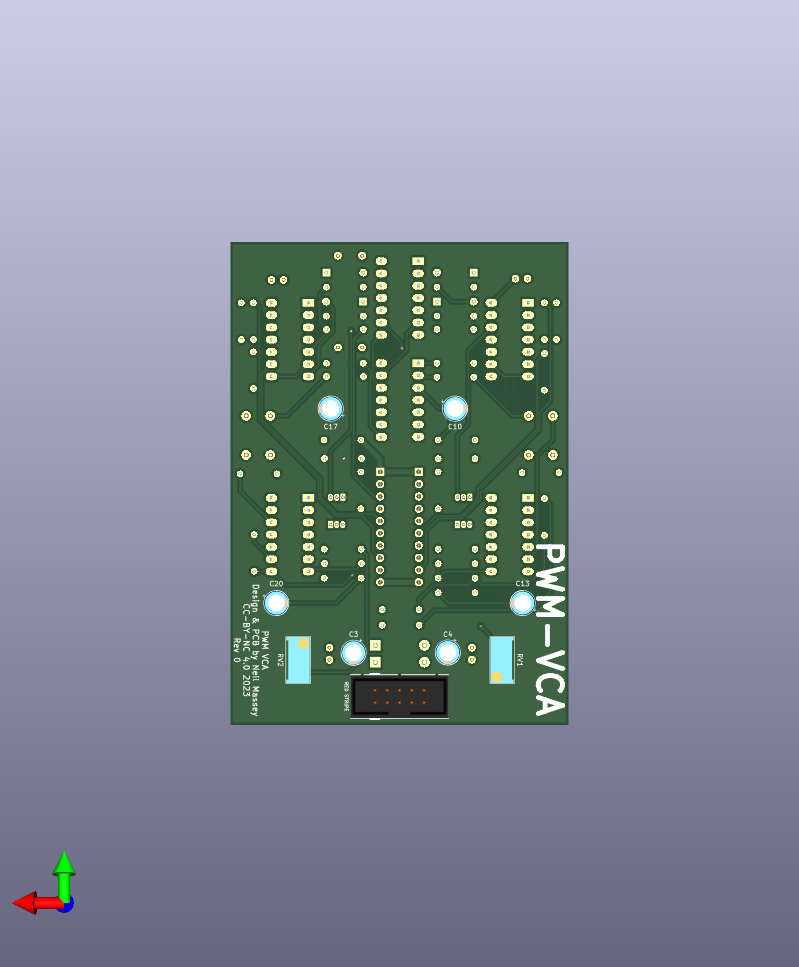 C17
C10
C20
C13
PWM VCA
Design & PCB by Neil Massey
CC-BY-NC 4.0 2023
Rev 0
C3
C4
RV2
RV1
RED STRIPE
PWM-VCA